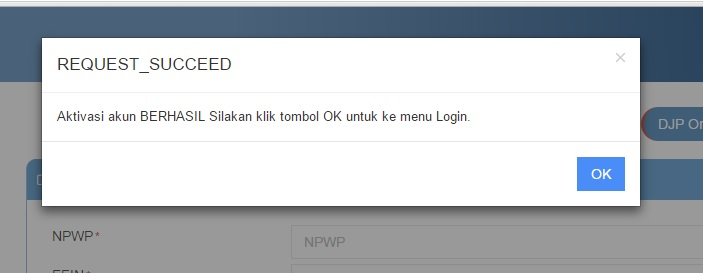 REQUEST_SUCCEED
×
Aktivasi akun BERHASIL Silakan klik tombol OK untuk ke menu Login.
DJP On
OK
NPWP*
NPWP
EFIN*